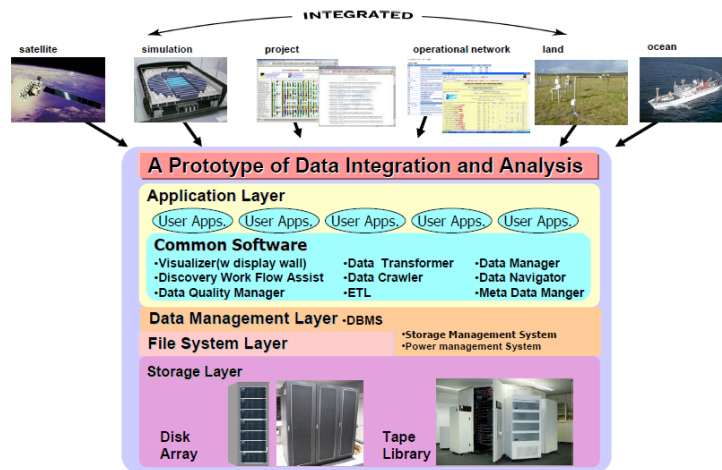 INTEGRATED
satellite
simulation
project
operational network
land
ocean
A Prototype of Data Integration and Analysis
Application Layer
User Apps. User Apps. User Apps. User Apps. User Apps.
Common Software
•Visualizer(w display wall) •Data Transformer •Data Manager
•Discovery Work Flow Assist •Data Crawler •Data Navigator
•Data Quality Manager •ETL •Meta Data Manger
Data Management Layer •DBMS
•Storage Management System
File System Layer •Power management System
Storage Layer
Disk
Array
Tape
Library